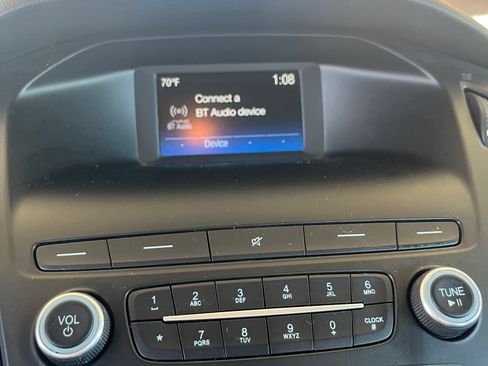 70°F 1:08
Connect a
BT Audio device
BT Audio
Device
VOL
TUNE
1 2 ABC 3 DEF 4 GHI 5 JKL 6 MNO
* 7 PQRS 8 TUV 9 WXYZ 0 + CLOCK #